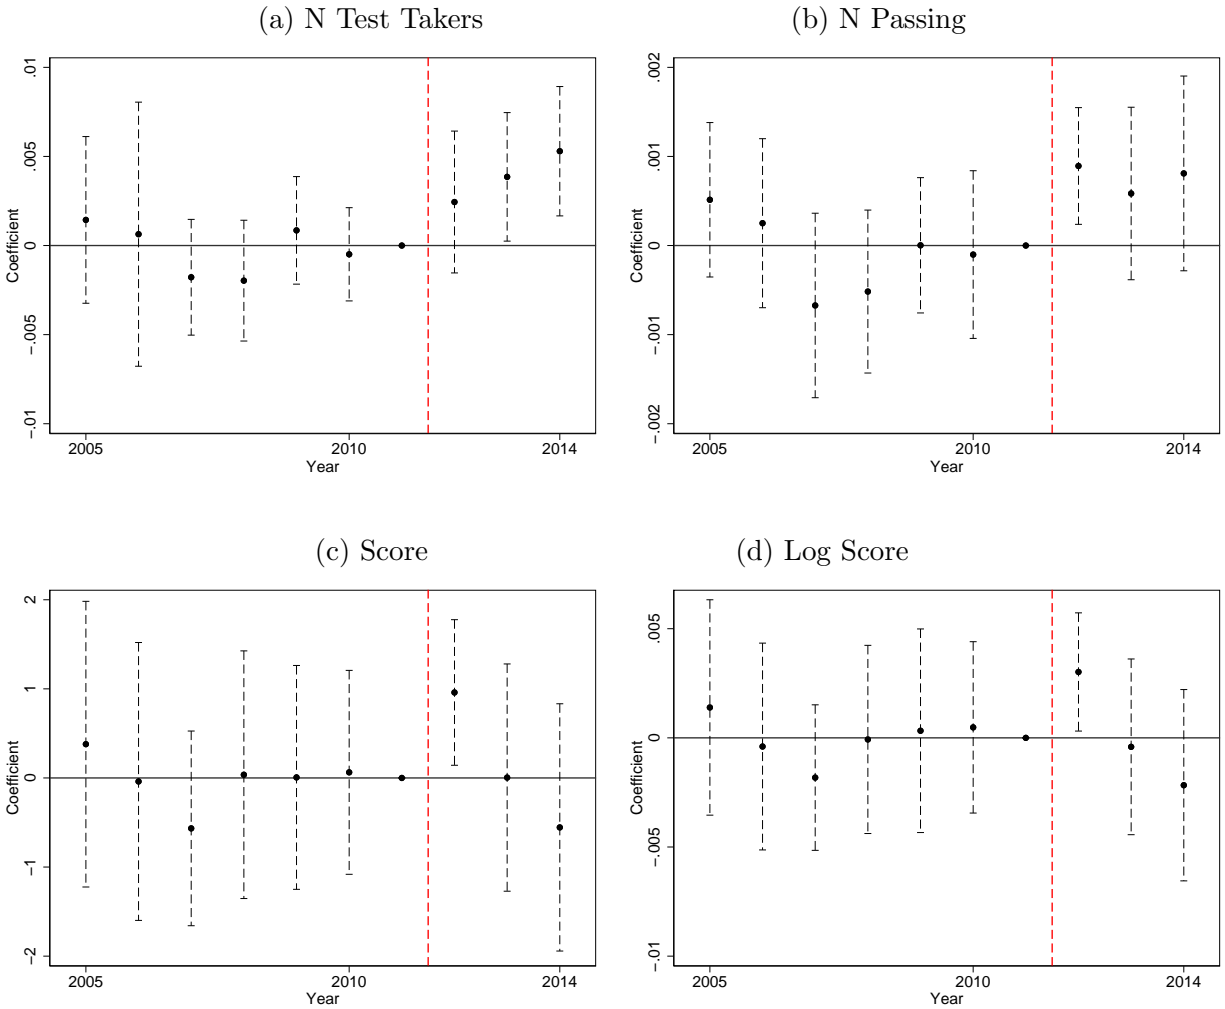 (a) N Test Takers
.01
.005
0
-.005
-.01
Coefficient
2005
2010
2014
Year
(b) N Passing
.002
.001
0
-.001
-.002
Coefficient
2005
2010
2014
Year
(c) Score
2
1
0
-1
-2
Coefficient
2005
2010
2014
Year
(d) Log Score
.005
0
-.005
-.01
Coefficient
2005
2010
2014
Year